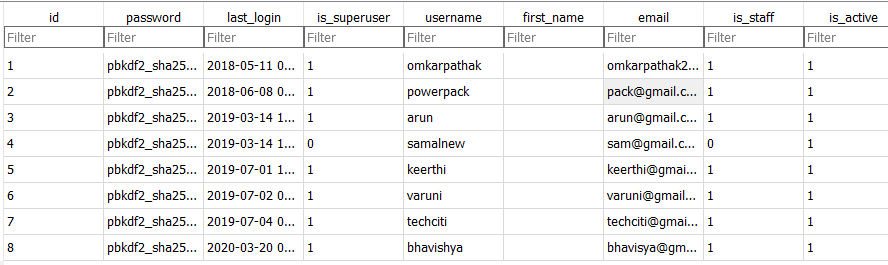 id password last_login is_superuser username first_name email is_staff is_active
Filter Filter Filter Filter Filter Filter Filter Filter Filter
1 pbkdf2_sha25... 2018-05-11 0... 1 omkarpathak omkarpathak2... 1 1
2 pbkdf2_sha25... 2018-06-08 0... 1 powerpack pack@gmail.c... 1 1
3 pbkdf2_sha25... 2019-03-14 1... 1 arun arun@gmail.c... 1 1
4 pbkdf2_sha25... 2019-03-14 1... 0 samalnew sam@gmail.c... 0 1
5 pbkdf2_sha25... 2019-07-01 1... 1 keerthi keerthi@gmai... 1 1
6 pbkdf2_sha25... 2019-07-02 0... 1 varuni varuni@gmail... 1 1
7 pbkdf2_sha25... 2019-07-04 0... 1 techciti techciti@gmai... 1 1
8 pbkdf2_sha25... 2020-03-20 0... 1 bhavishya bhavisya@gm... 1 1